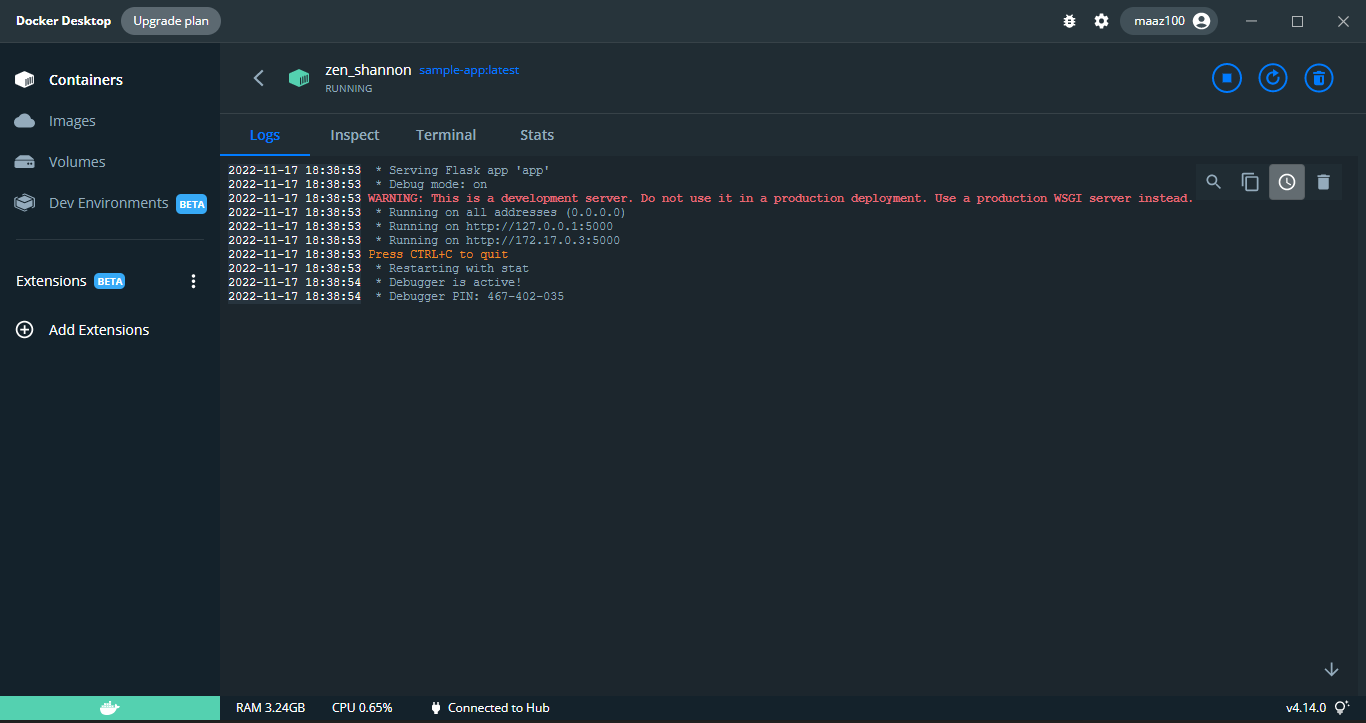 Docker Desktop Upgrade plan maaz100
Containers
Images
Volumes
Dev Environments BETA
Extensions BETA
Add Extensions
zen_shannon sample-app:latest
RUNNING
Logs Inspect Terminal Stats
2022-11-17 18:38:53  * Serving Flask app 'app'
2022-11-17 18:38:53  * Debug mode: on
2022-11-17 18:38:53 WARNING: This is a development server. Do not use it in a production deployment. Use a production WSGI server instead.
2022-11-17 18:38:53  * Running on all addresses (0.0.0.0)
2022-11-17 18:38:53  * Running on http://127.0.0.1:5000
2022-11-17 18:38:53  * Running on http://172.17.0.3:5000
2022-11-17 18:38:53 Press CTRL+C to quit
2022-11-17 18:38:53  * Restarting with stat
2022-11-17 18:38:54  * Debugger is active!
2022-11-17 18:38:54  * Debugger PIN: 467-402-035
RAM 3.24GB CPU 0.65% Connected to Hub v4.14.0